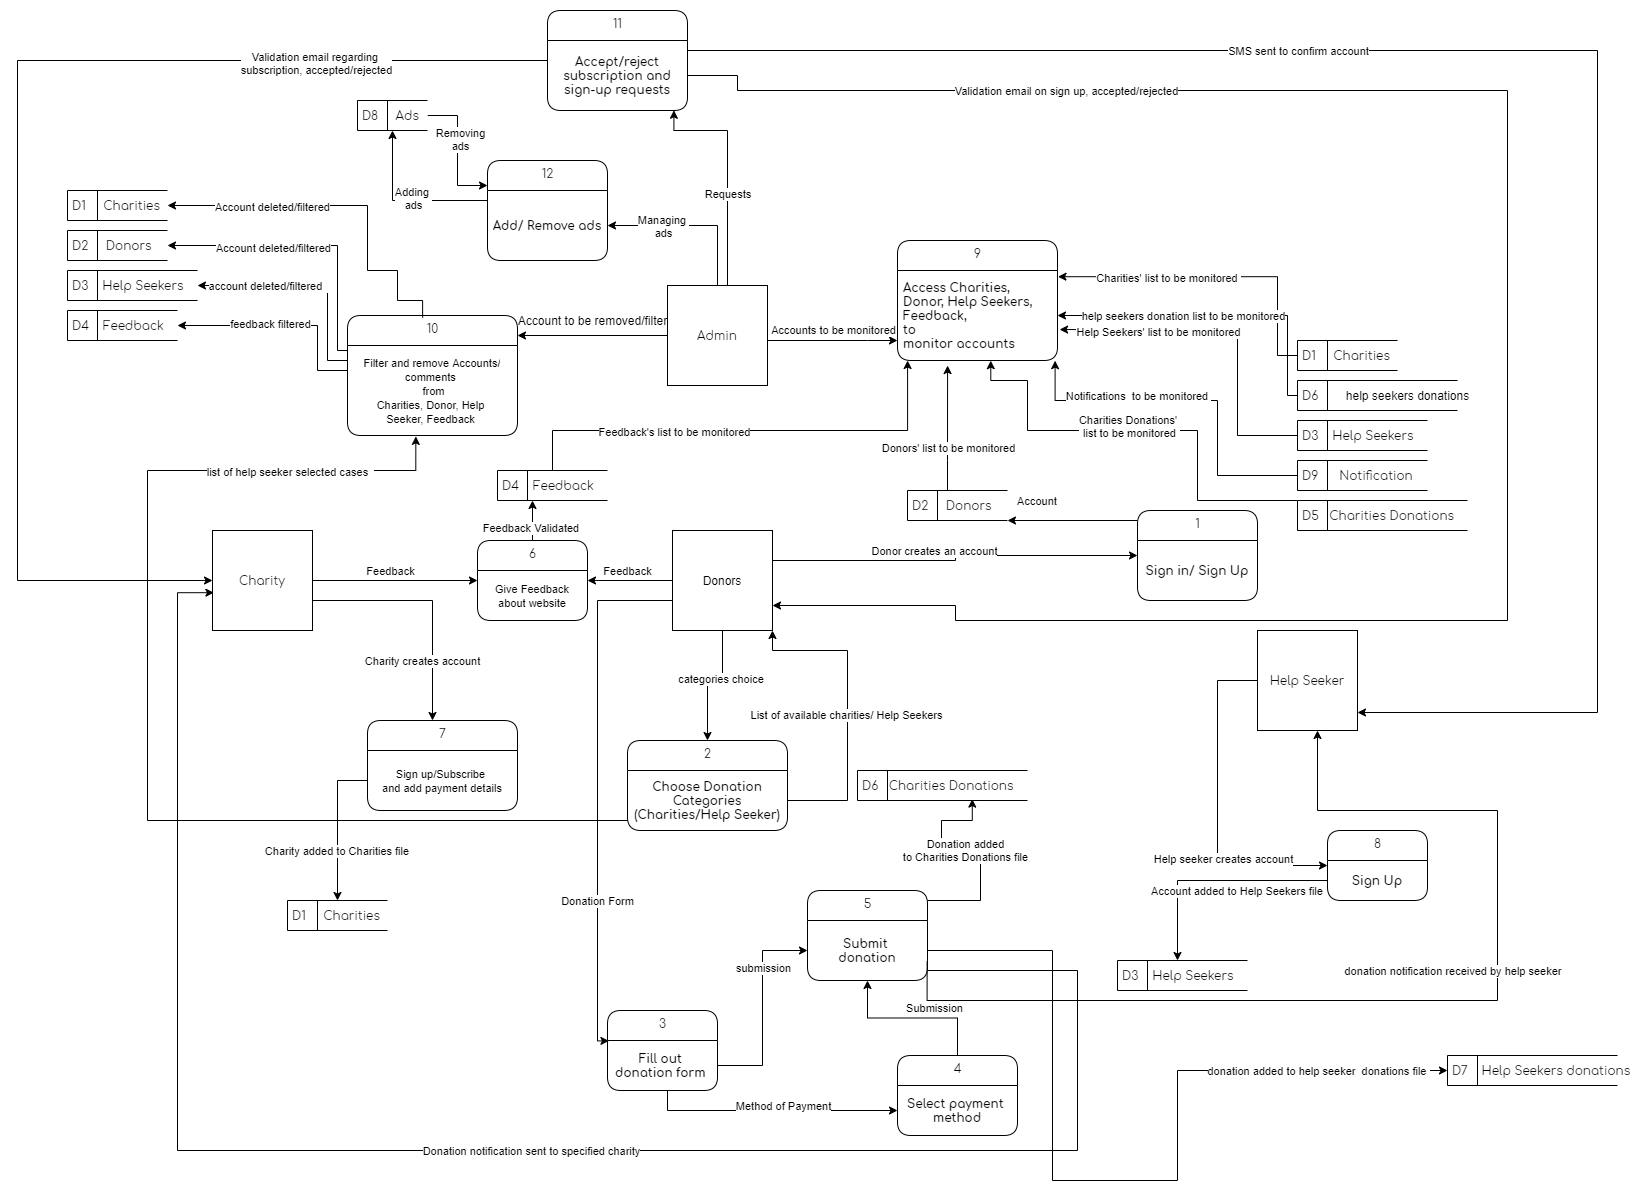 11
Accept/reject
subscription and
sign-up requests
SMS sent to confirm account
Validation email regarding
subscription, accepted/rejected
Validation email on sign up, accepted/rejected
D8 Ads
Removing
ads
12
Add/ Remove ads
Adding
ads
Requests
Managing
ads
D1 Charities
Account deleted/filtered
D2 Donors
Account deleted/filtered
D3 Help Seekers
account deleted/filtered
D4 Feedback
feedback filtered
10
Filter and remove Accounts/
comments
from
Charities, Donor, Help
Seeker, Feedback
Account to be removed/filter
Admin
Accounts to be monitored
9
Access Charities,
Donor, Help Seekers,
Feedback,
to
monitor accounts
Charities' list to be monitored
help seekers donation list to be monitored
Help Seekers' list to be monitored
D1 Charities
D6 help seekers donations
Notifications to be monitored
Charities Donations'
list to be monitored
D3 Help Seekers
D9 Notification
D5 Charities Donations
Feedback's list to be monitored
Donors' list to be monitored
list of help seeker selected cases
D4 Feedback
D2 Donors
Account
Feedback Validated
1
Sign in/ Sign Up
Charity
Feedback
6
Give Feedback
about website
Feedback
Donors
Donor creates an account
Charity creates account
categories choice
List of available charities/ Help Seekers
Help Seeker
7
Sign up/Subscribe
and add payment details
2
Choose Donation
Categories
(Charities/Help Seeker)
D6 Charities Donations
Charity added to Charities file
Donation added
to Charities Donations file
Help seeker creates account
8
Sign Up
Account added to Help Seekers file
D1 Charities
Donation Form
5
Submit
donation
submission
D3 Help Seekers
donation notification received by help seeker
Submission
3
Fill out
donation form
4
Select payment
method
Method of Payment
donation added to help seeker donations file
D7 Help Seekers donations
Donation notification sent to specified charity